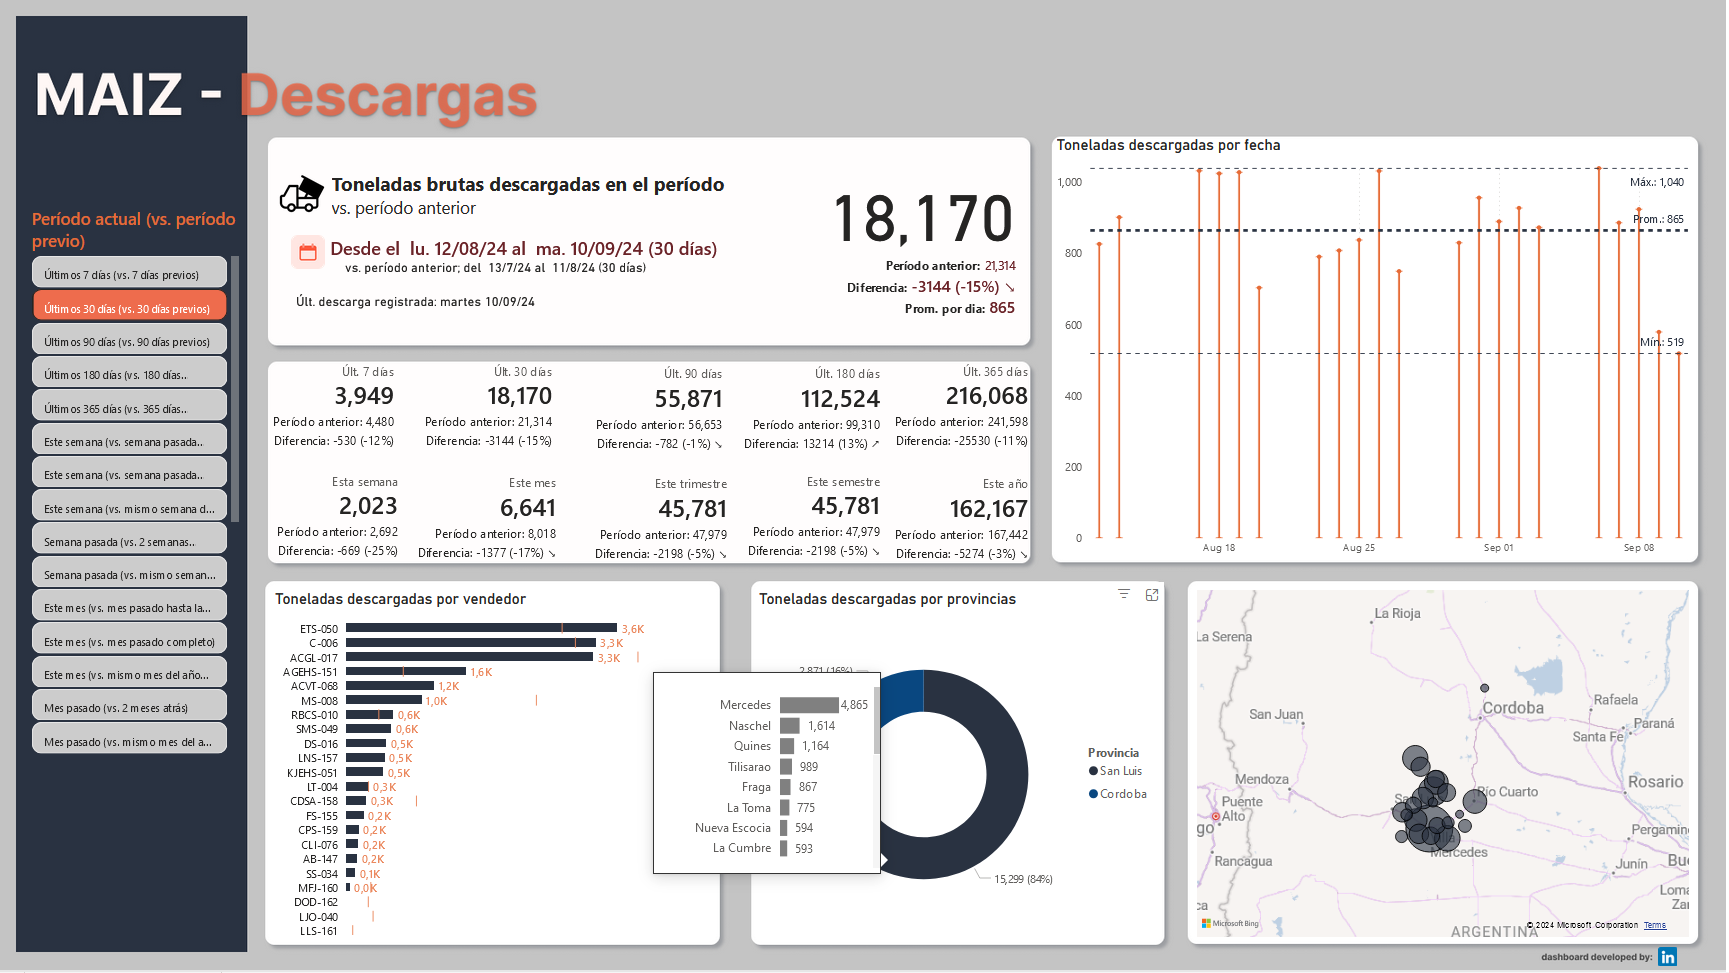 MAIZ - Descargas
Período actual (vs. período
previo)
Últimos 7 días (vs. 7 días previos)
Últimos 30 días (vs. 30 días previos)
Últimos 90 días (vs. 90 días previos)
Últimos 180 días (vs. 180 días...
Últimos 365 días (vs. 365 días...
Este semana (vs. semana pasada...
Este semana (vs. semana pasada...
Este semana (vs. mismo semana d...
Semana pasada (vs. 2 semanas...
Semana pasada (vs. mismo seman...
Este mes (vs. mes pasado hasta la...
Este mes (vs. mes pasado completo)
Este mes (vs. mismo mes del año...
Mes pasado (vs. 2 meses atrás)
Mes pasado (vs. mismo mes del a...
Toneladas brutas descargadas en el período
vs. período anterior
Desde el lu. 12/08/24 al ma. 10/09/24 (30 días)
vs. período anterior; del 13/7/24 al 11/8/24 (30 días)
Últ. descarga registrada: martes 10/09/24
18,170
Período anterior: 21,314
Diferencia: -3144 (-15%) ↘
Prom. por dia: 865
Últ. 7 días
3,949
Período anterior: 4,480
Diferencia: -530 (-12%)
Últ. 30 días
18,170
Período anterior: 21,314
Diferencia: -3144 (-15%)
Últ. 90 días
55,871
Período anterior: 56,653
Diferencia: -782 (-1%) ↘
Últ. 180 días
112,524
Período anterior: 99,310
Diferencia: 13214 (13%) ↗
Últ. 365 días
216,068
Período anterior: 241,598
Diferencia: -25530 (-11%)
Esta semana
2,023
Período anterior: 2,692
Diferencia: -669 (-25%)
Este mes
6,641
Período anterior: 8,018
Diferencia: -1377 (-17%) ↘
Este trimestre
45,781
Período anterior: 47,979
Diferencia: -2198 (-5%) ↘
Este semestre
45,781
Período anterior: 47,979
Diferencia: -2198 (-5%) ↘
Este año
162,167
Período anterior: 167,442
Diferencia: -5274 (-3%) ↘
Toneladas descargadas por fecha
1,000
800
600
400
200
0
Máx.: 1,040
Prom.: 865
Mín.: 519
Aug 18
Aug 25
Sep 01
Sep 08
Toneladas descargadas por vendedor
ETS-050 3,6K
C-006 3,3K
ACGL-017 3,3K
AGEHS-151 1,6K
ACVT-068 1,2K
MS-008 1,0K
RBCS-010 0,6K
SMS-049 0,6K
DS-016 0,5K
LNS-157 0,5K
KJEHS-051 0,5K
LT-004 0,3K
CDSA-158 0,3K
FS-155 0,2K
CPS-159 0,2K
CLI-076 0,2K
AB-147 0,2K
SS-034 0,1K
MFJ-160 0,0K
DOD-162
LJO-040
LLS-161
Toneladas descargadas por provincias
2,871 (16%)
15,299 (84%)
Provincia
San Luis
Cordoba
Mercedes 4,865
Naschel 1,614
Quines 1,164
Tilisarao 989
Fraga 867
La Toma 775
Nueva Escocia 594
La Cumbre 593
La Rioja
La Serena
Cordoba
Rafaela
San Juan
Paraná
Santa Fe
Mendoza
Rosario
Río Cuarto
Puente
Alto
go
Pergamin
Mercedes
Rancagua
Junín
Bu
Loma
Za
ca
ARGENTINA
Microsoft Bing
© 2024 Microsoft Corporation Terms
dashboard developed by: in